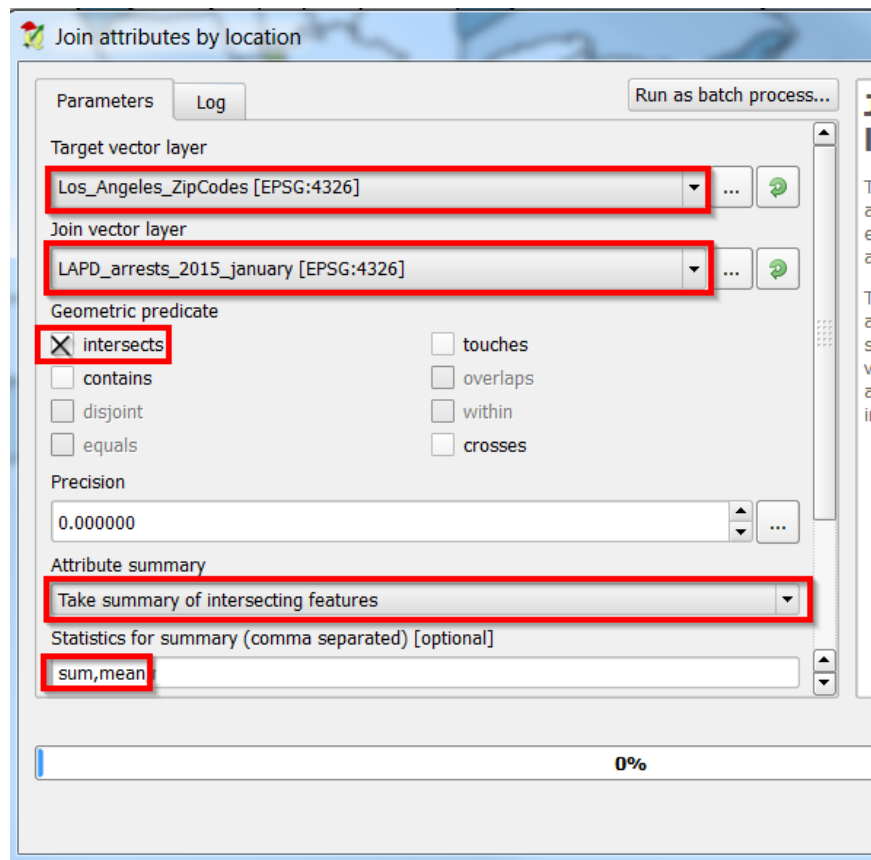 Join attributes by location
Parameters Log Run as batch process...
Target vector layer
Los_Angeles_ZipCodes [EPSG:4326] ...
Join vector layer
LAPD_arrests_2015_january [EPSG:4326] ...
Geometric predicate
intersects touches
contains overlaps
disjoint within
equals crosses
Precision
0.000000 ...
Attribute summary
Take summary of intersecting features
Statistics for summary (comma separated) [optional]
sum,mean
0%